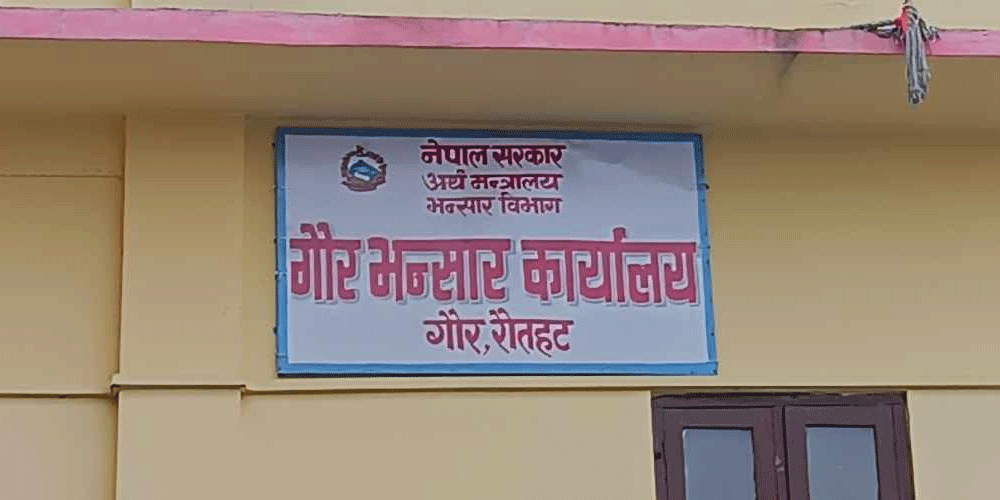 नेपाल सरकार
अर्थ मन्त्रालय
भन्सार विभाग
गौर भन्सार कार्यालय
गौर, रौतहट